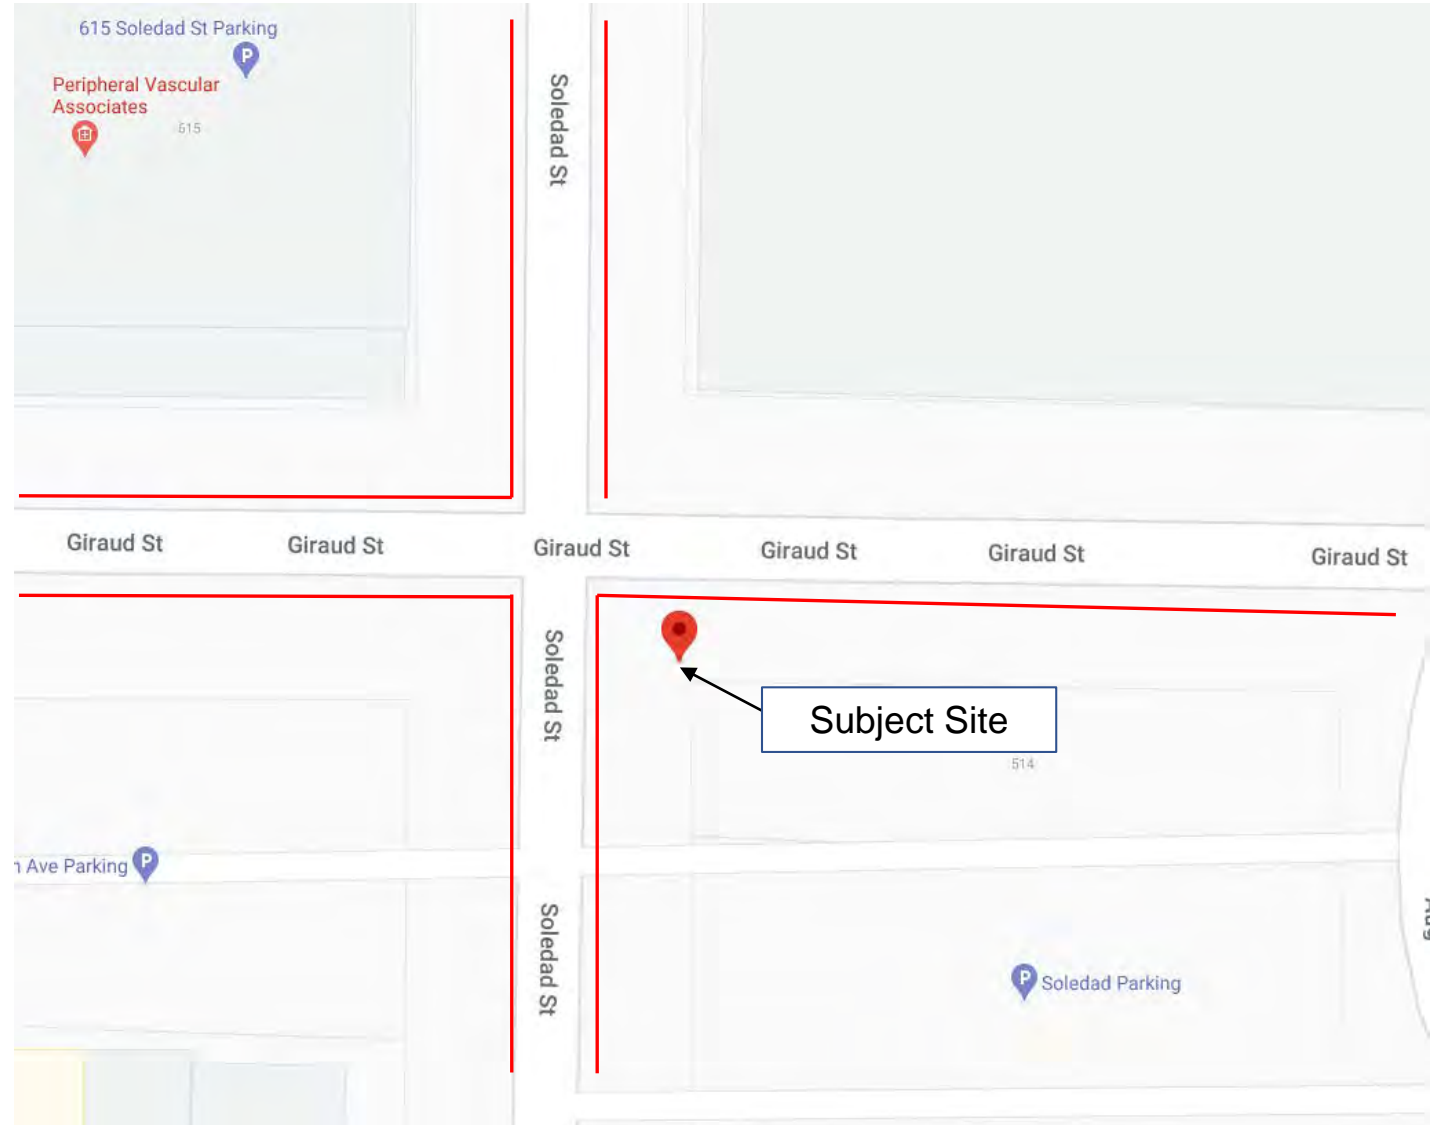 615 Soledad St Parking
Peripheral Vascular
Associates
615
Soledad St
Giraud St
Giraud St
Giraud St
Giraud St
Giraud St
Giraud St
Soledad St
Subject Site
514
Ave Parking
Soledad St
Soledad Parking